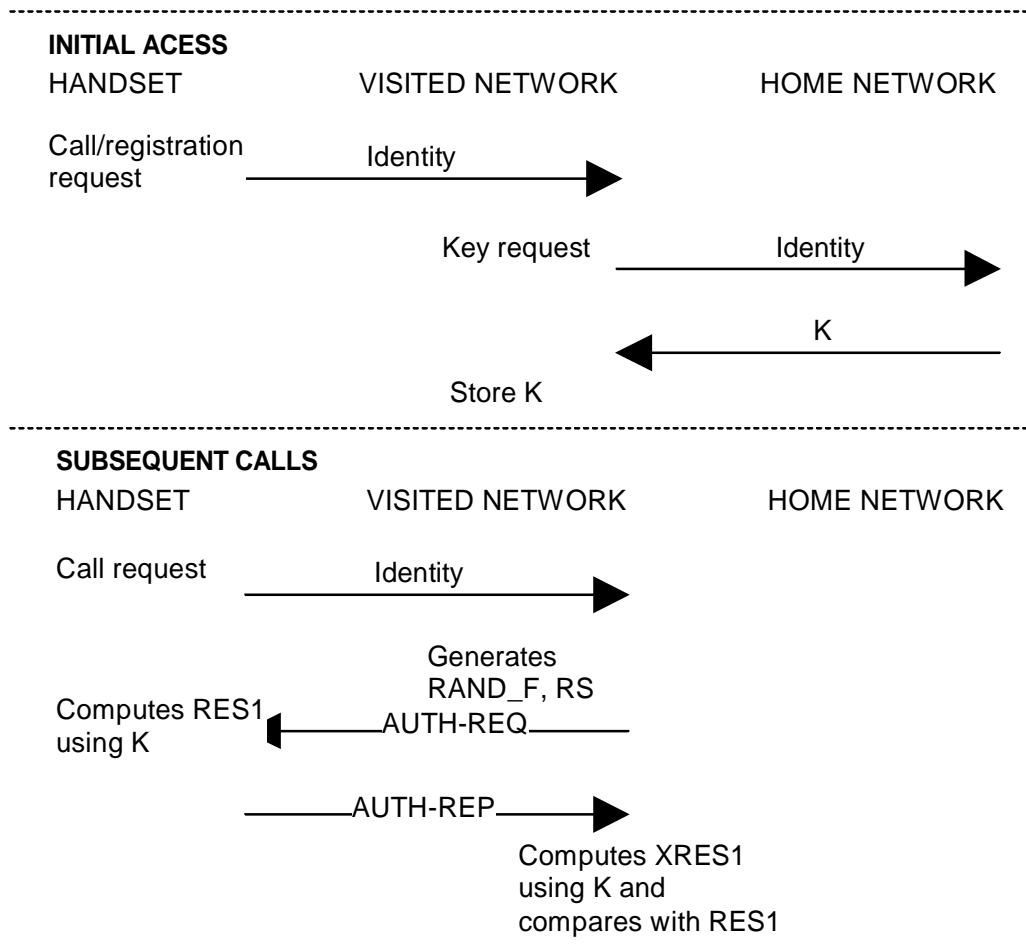 INITIAL ACESS
HANDSET VISITED NETWORK HOME NETWORK
Call/registration
request
Identity
Key request
Identity
K
Store K
SUBSEQUENT CALLS
HANDSET VISITED NETWORK HOME NETWORK
Call request
Identity
Generates
RAND_F, RS
Computes RES1
using K
AUTH-REQ
AUTH-REP
Computes XRES1
using K and
compares with RES1